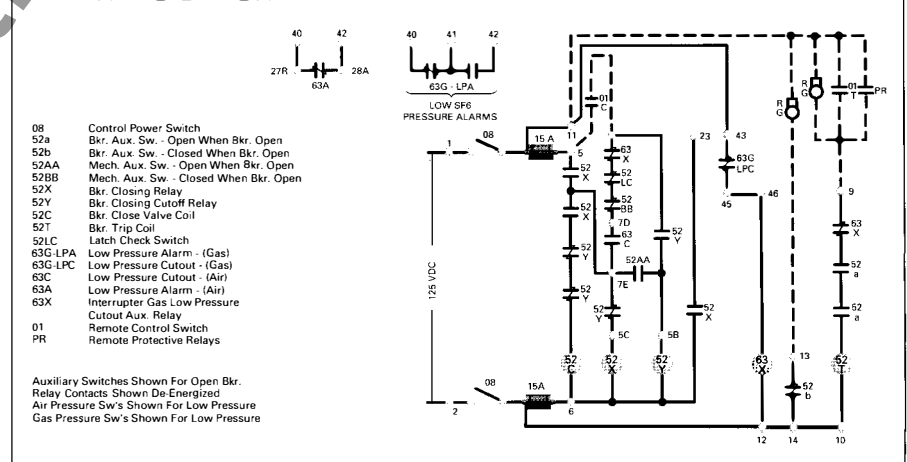 40 42
27R 28A
63A
40 41 42
63G - LPA
LOW SF6
PRESSURE ALARMS
08 Control Power Switch
52a Bkr. Aux. Sw. - Open When Bkr. Open
52b Bkr. Aux. Sw. - Closed When Bkr. Open
52AA Mech. Aux. Sw. - Open When Bkr. Open
52BB Mech. Aux. Sw. - Closed When Bkr. Open
52X Bkr. Closing Relay
52Y Bkr. Closing Cutoff Relay
52C Bkr. Close Valve Coil
52T Bkr. Trip Coil
52LC Latch Check Switch
63G-LPA Low Pressure Alarm - (Gas)
63G-LPC Low Pressure Cutout - (Gas)
63C Low Pressure Cutout - (Air)
63A Low Pressure Alarm - (Air)
63X Interrupter Gas Low Pressure
Cutout Aux. Relay
01 Remote Control Switch
PR Remote Protective Relays
Auxiliary Switches Shown For Open Bkr.
Relay Contacts Shown De-Energized
Air Pressure Sw's Shown For Low Pressure
Gas Pressure Sw's Shown For Low Pressure
125 VDC
1
08
15 A
11
5
01
C
52
X
52
X
52
Y
52
Y
52
C
63
X
52
LC
52
BB
7D
63
C
7E
52
Y
5C
52
X
52AA
52
Y
5B
52
Y
23
52
X
43
63G
LPC
45
46
63
X
12
R
G
13
52
b
14
R
G
01
T
PR
9
63
X
52
a
52
a
52
T
10
2
08
15A
6